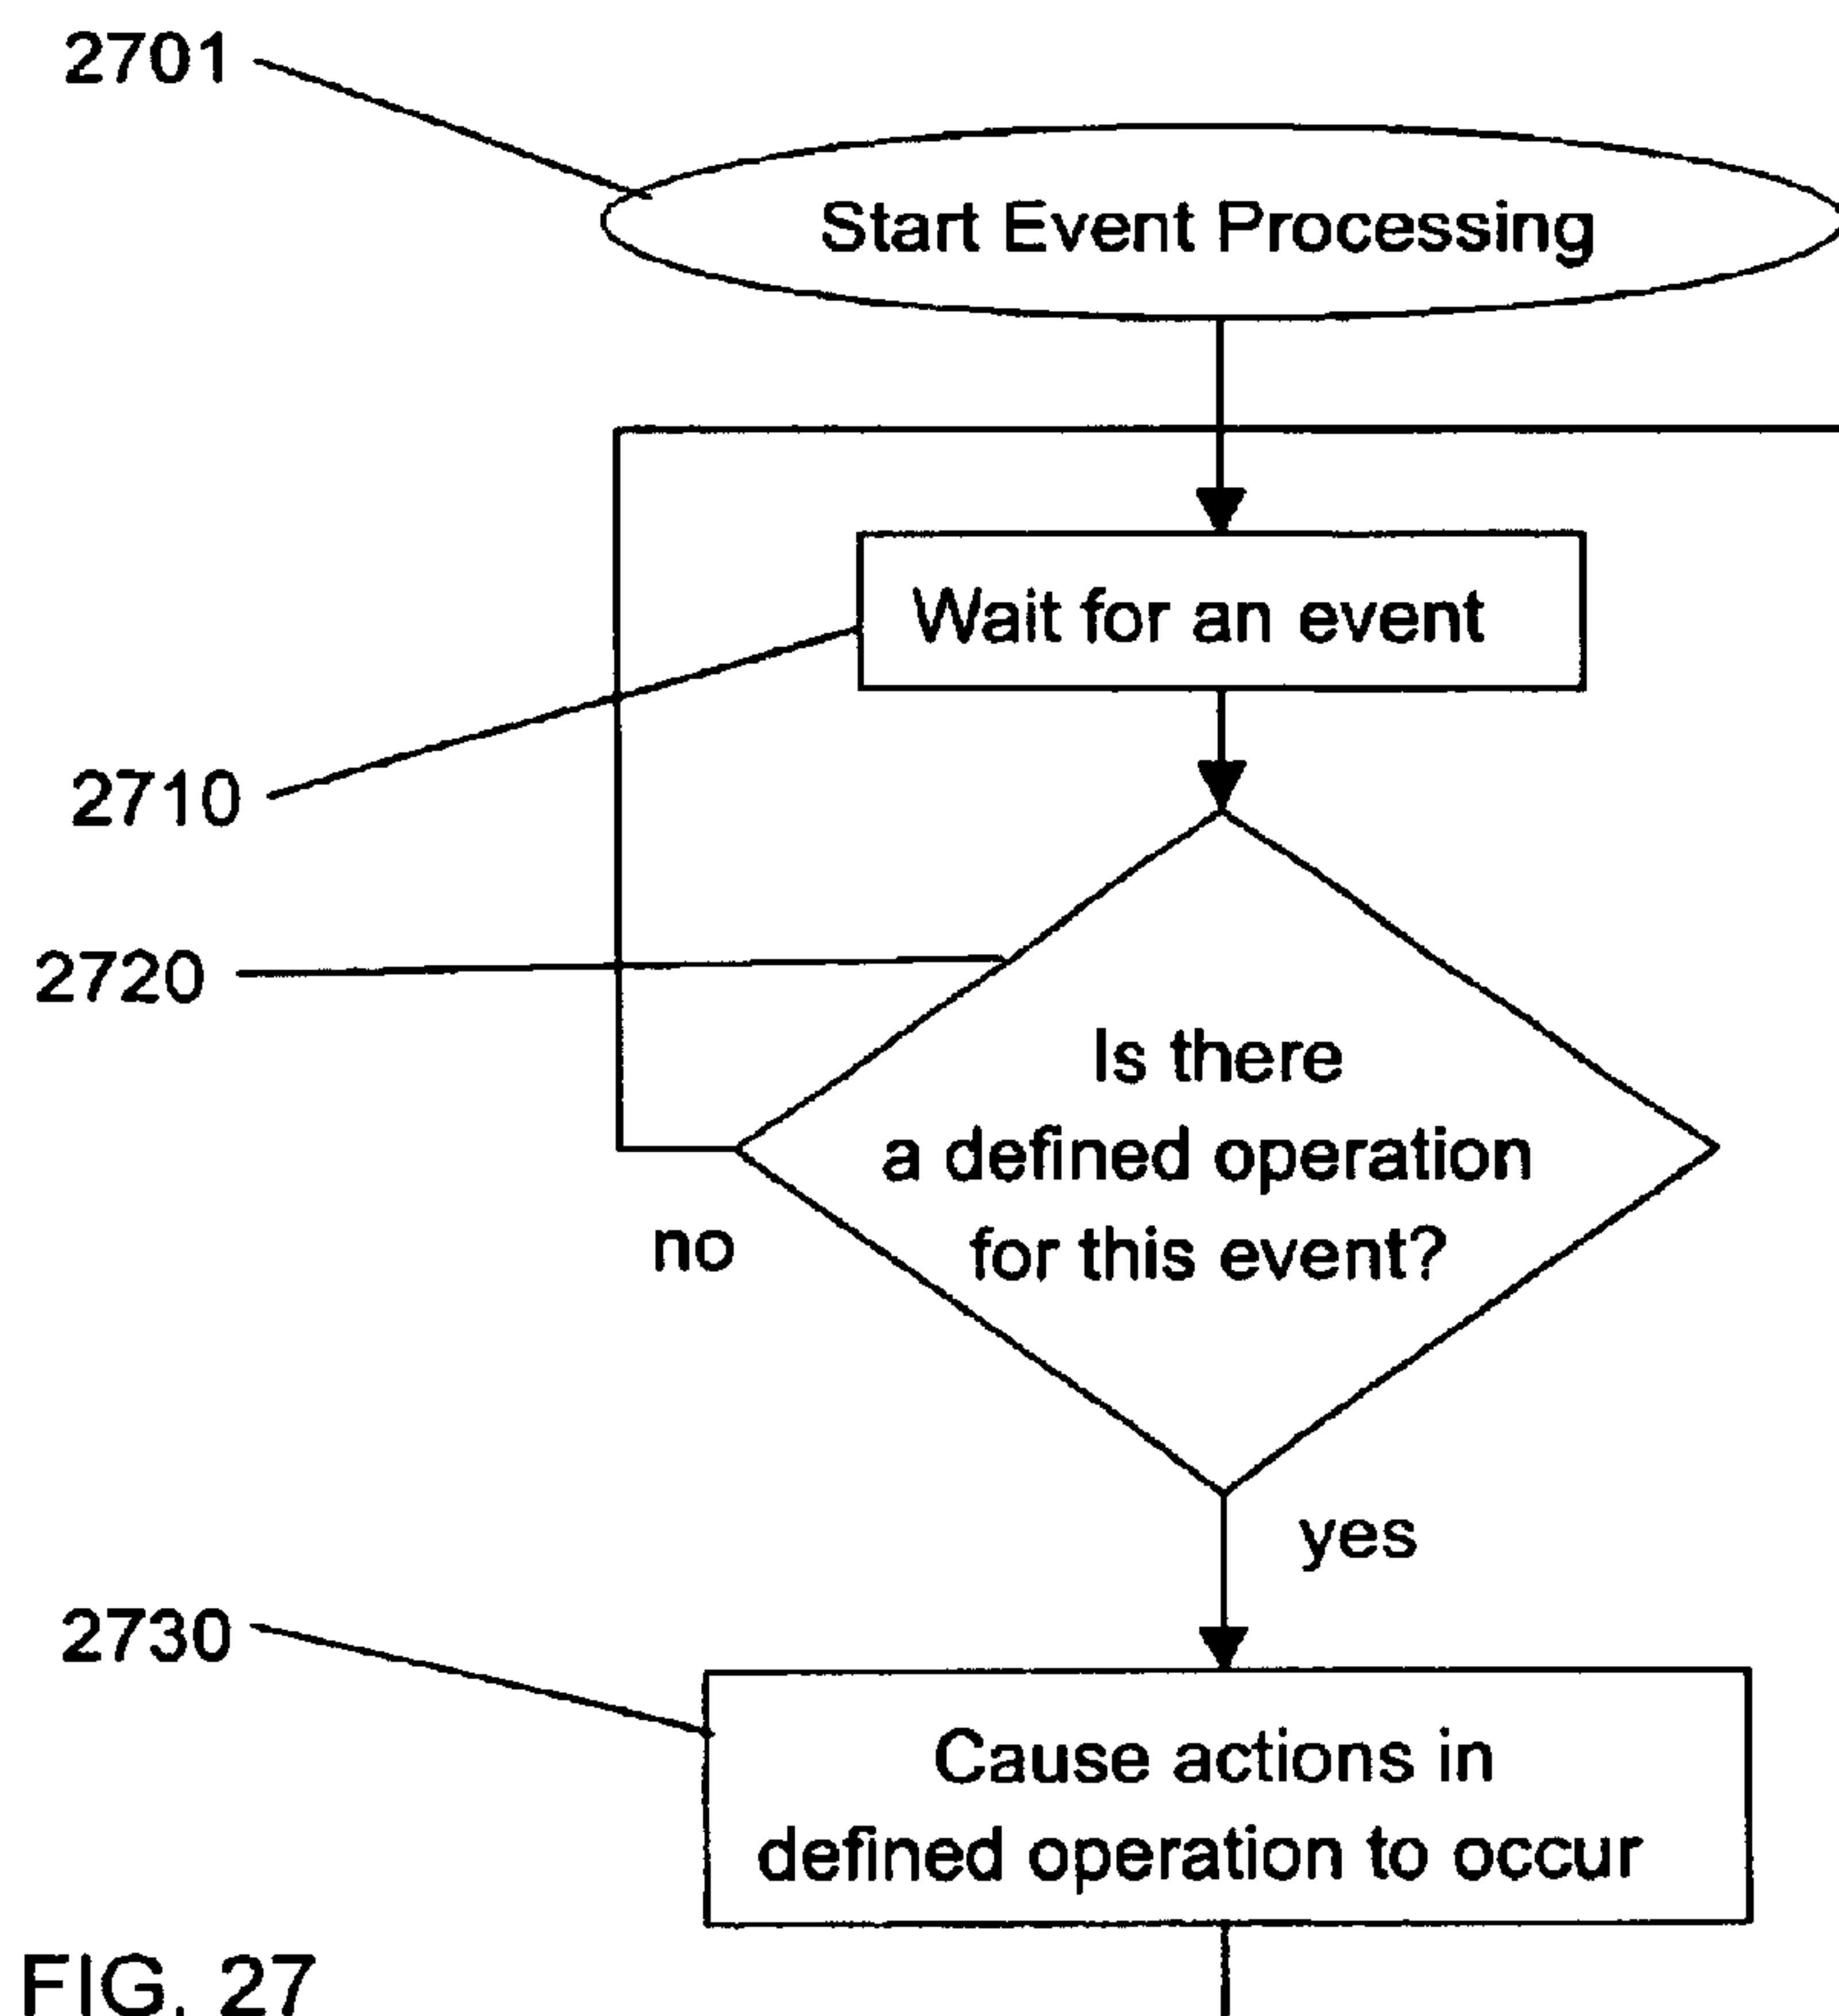 2701
Start Event Processing
Wait for an event
2710
2720
Is there
a defined operation
for this event?
no
yes
2730
Cause actions in
defined operation to occur
FIG. 27